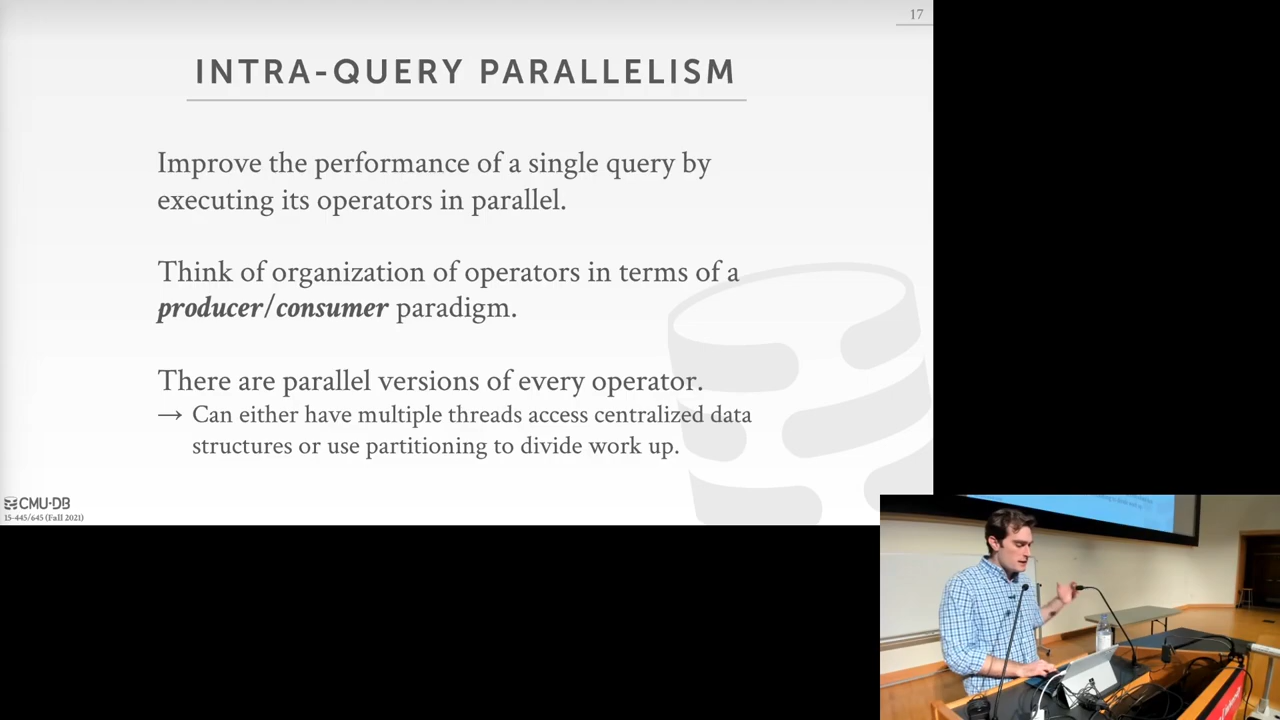 17
INTRA-QUERY PARALLELISM
Improve the performance of a single query by
executing its operators in parallel.
Think of organization of operators in terms of a
producer/consumer paradigm.
There are parallel versions of every operator.
→ Can either have multiple threads access centralized data
structures or use partitioning to divide work up.
CMU·DB
15-445/645 (Fall 2021)